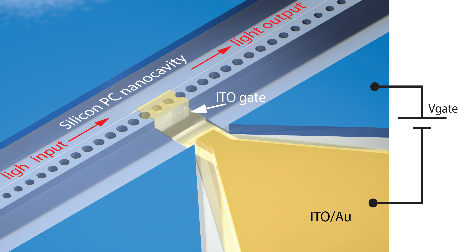 light output
Silicon PC nanocavity
ITO gate
ligh input
Vgate
ITO/Au